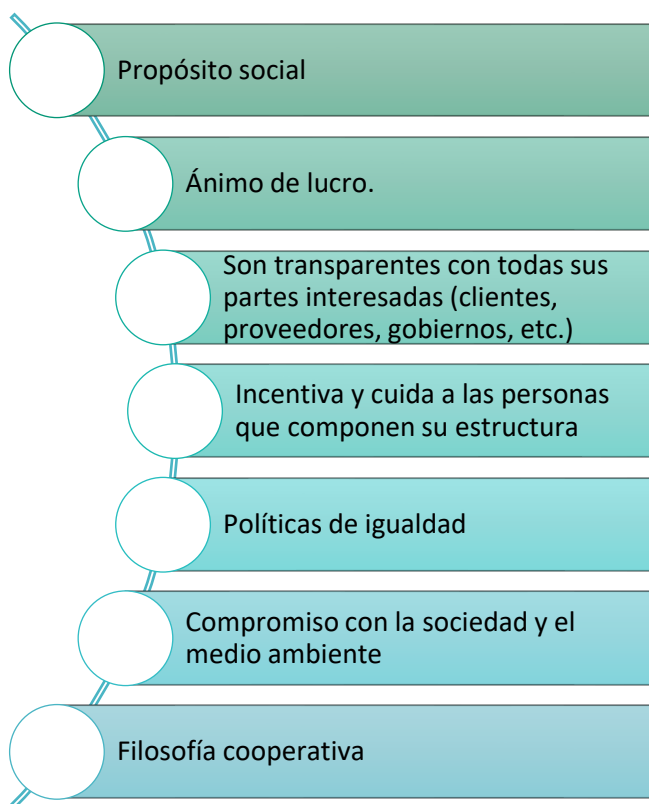 Propósito social
Ánimo de lucro.
Son transparentes con todas sus
partes interesadas (clientes,
proveedores, gobiernos, etc.)
Incentiva y cuida a las personas
que componen su estructura
Políticas de igualdad
Compromiso con la sociedad y el
medio ambiente
Filosofía cooperativa